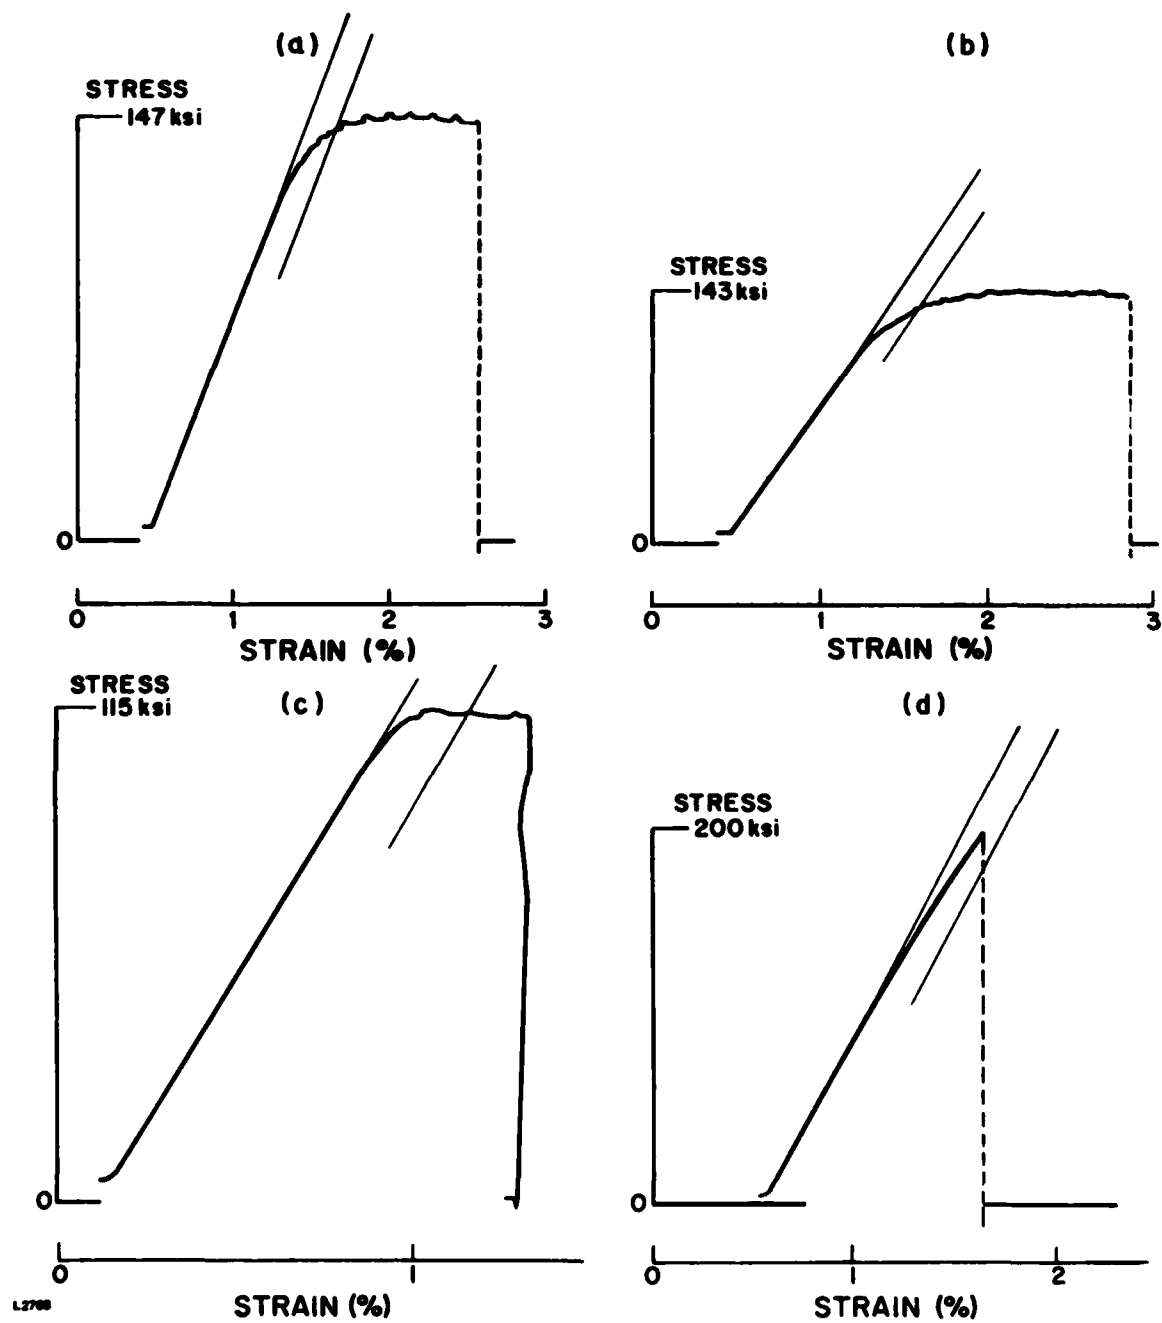 (a)
STRESS
147 ksi
0
0 1 2 3
STRAIN (%)
(b)
STRESS
143 ksi
0
0 1 2 3
STRAIN (%)
(c)
STRESS
115 ksi
0
0 1
STRAIN (%)
(d)
STRESS
200 ksi
0
0 1 2
STRAIN (%)